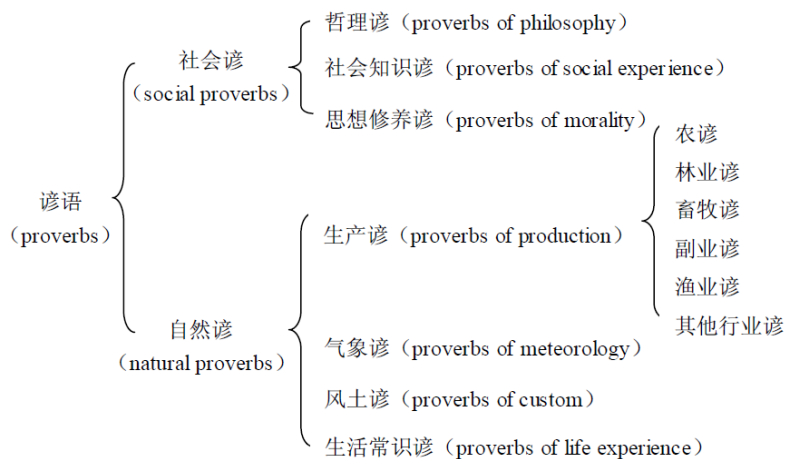 哲理谚（proverbs of philosophy）
社会谚
（social proverbs）
社会知识谚（proverbs of social experience）
思想修养谚（proverbs of morality）
谚语
（proverbs）
生产谚（proverbs of production）
农谚
林业谚
畜牧谚
副业谚
渔业谚
其他行业谚
自然谚
（natural proverbs）
气象谚（proverbs of meteorology）
风土谚（proverbs of custom）
生活常识谚（proverbs of life experience）